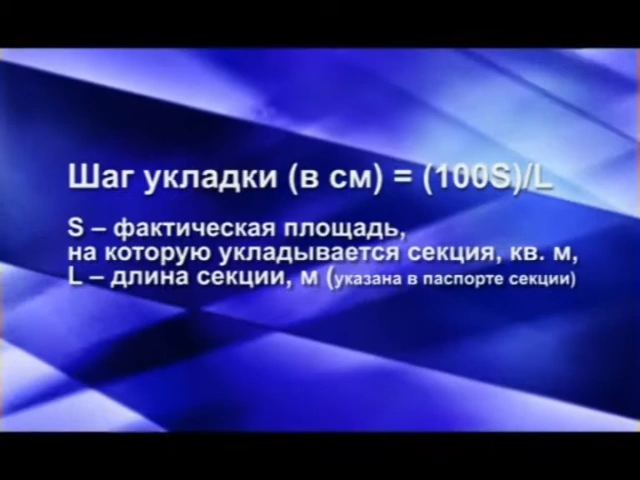 Шаг укладки (в см) = (100S)/L
S – фактическая площадь,
на которую укладывается секция, кв. м,
L – длина секции, м (указана в паспорте секции)